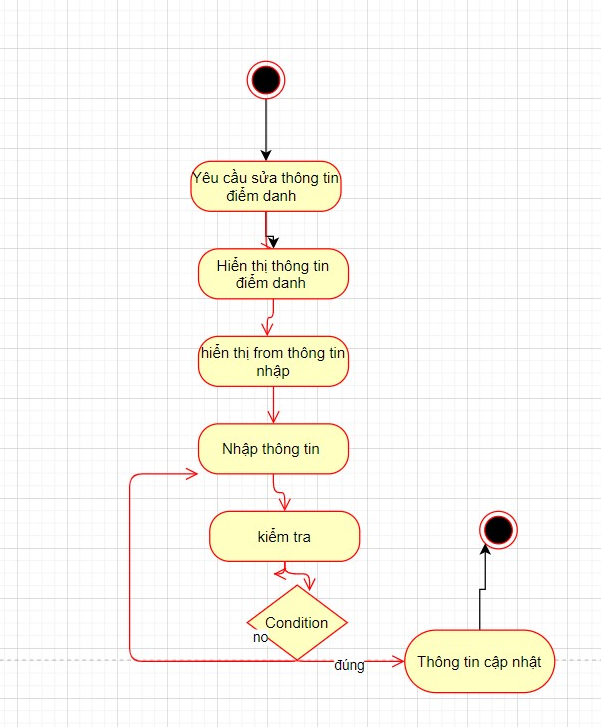 Yêu cầu sửa thông tin
điểm danh
Hiển thị thông tin
điểm danh
hiển thị from thông tin
nhập
Nhập thông tin
kiểm tra
Condition
no
đúng
Thông tin cập nhật